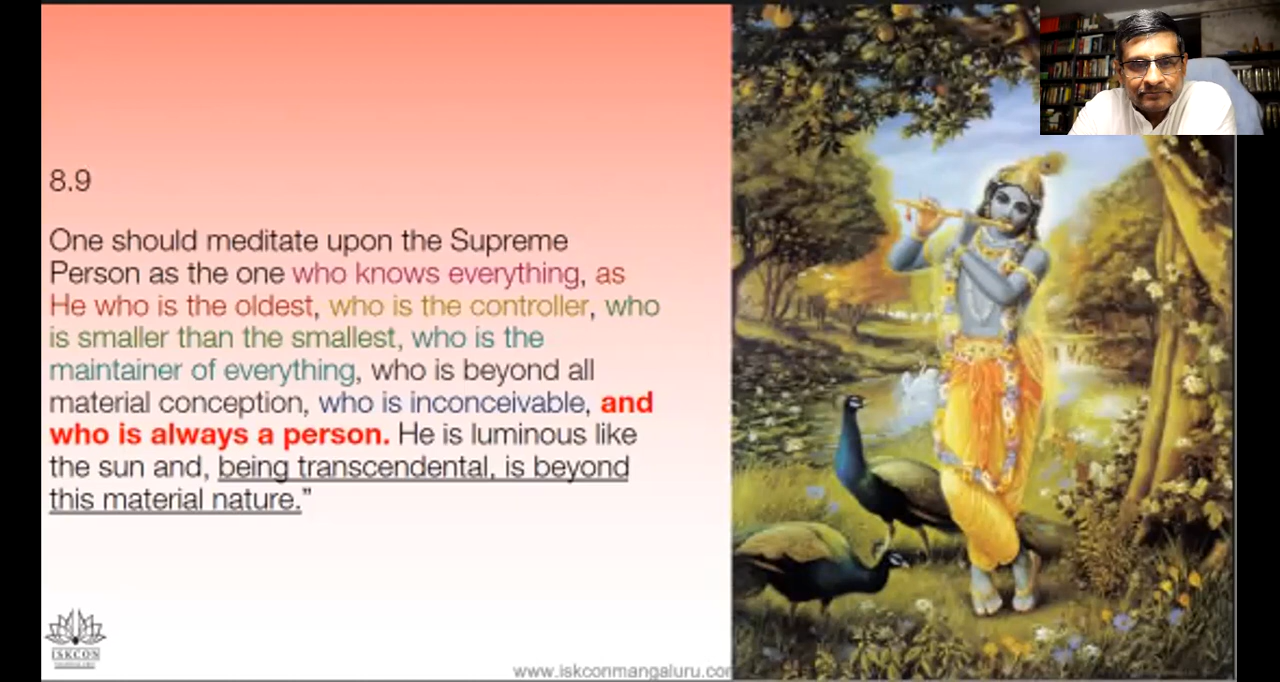 8.9
One should meditate upon the Supreme
Person as the one who knows everything, as
He who is the oldest, who is the controller, who
is smaller than the smallest, who is the
maintainer of everything, who is beyond all
material conception, who is inconceivable, and
who is always a person. He is luminous like
the sun and, being transcendental, is beyond
this material nature.”
ISKCON
www.iskconmangaluru.com